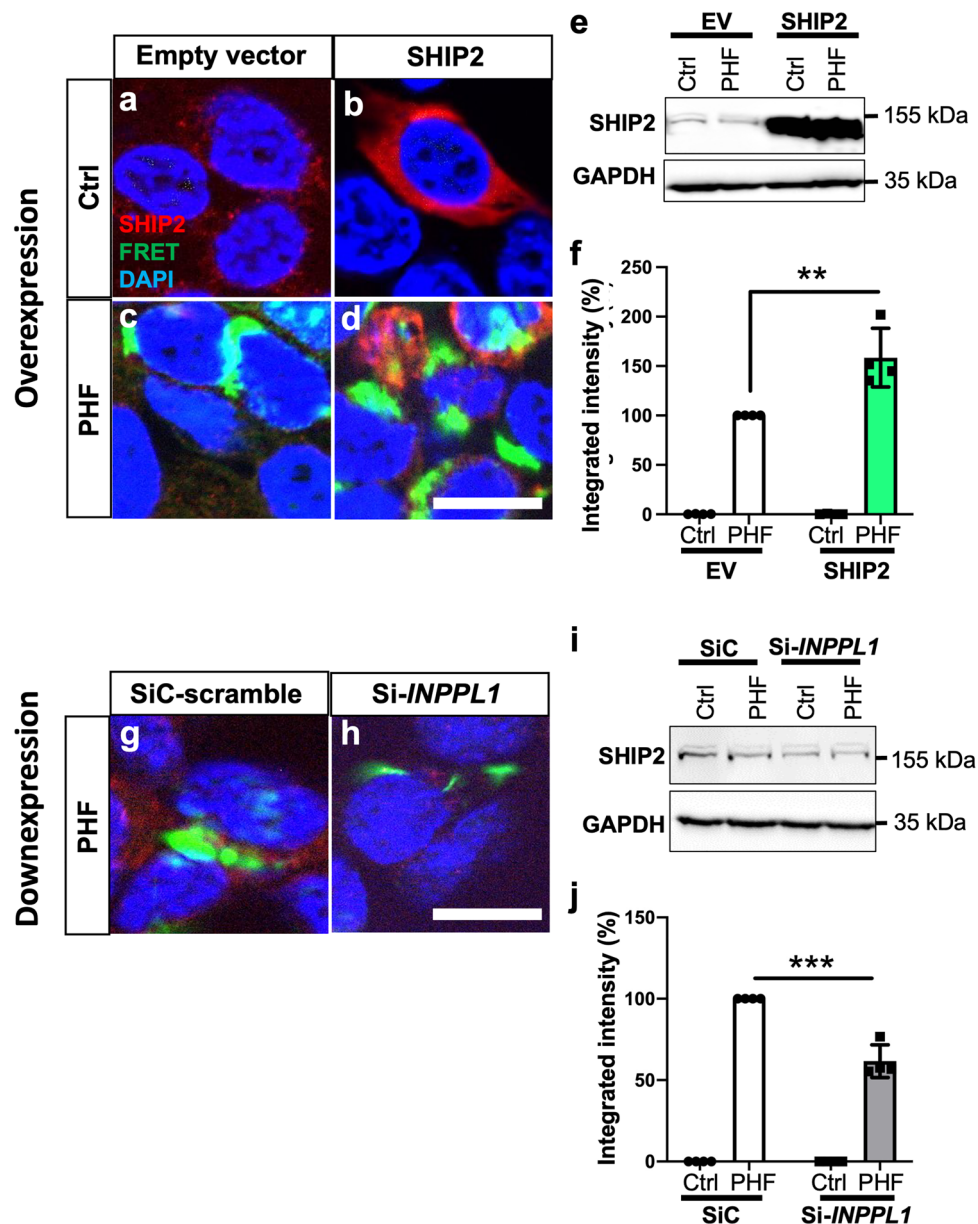 Overexpression
Empty vector
SHIP2
Ctrl
PHF
a
SHIP2
FRET
DAPI
b
c
d
e
EV
SHIP2
Ctrl
PHF
Ctrl
PHF
SHIP2
155 kDa
GAPDH
35 kDa
f
Integrated intensity (%)
250
200
150
100
50
0
**
Ctrl
PHF
Ctrl
PHF
EV
SHIP2
Downexpression
SiC-scramble
Si-INPPL1
PHF
g
h
i
SiC
Si-INPPL1
Ctrl
PHF
Ctrl
PHF
SHIP2
155 kDa
GAPDH
35 kDa
j
Integrated intensity (%)
150
100
50
0
***
Ctrl
PHF
Ctrl
PHF
SiC
Si-INPPL1